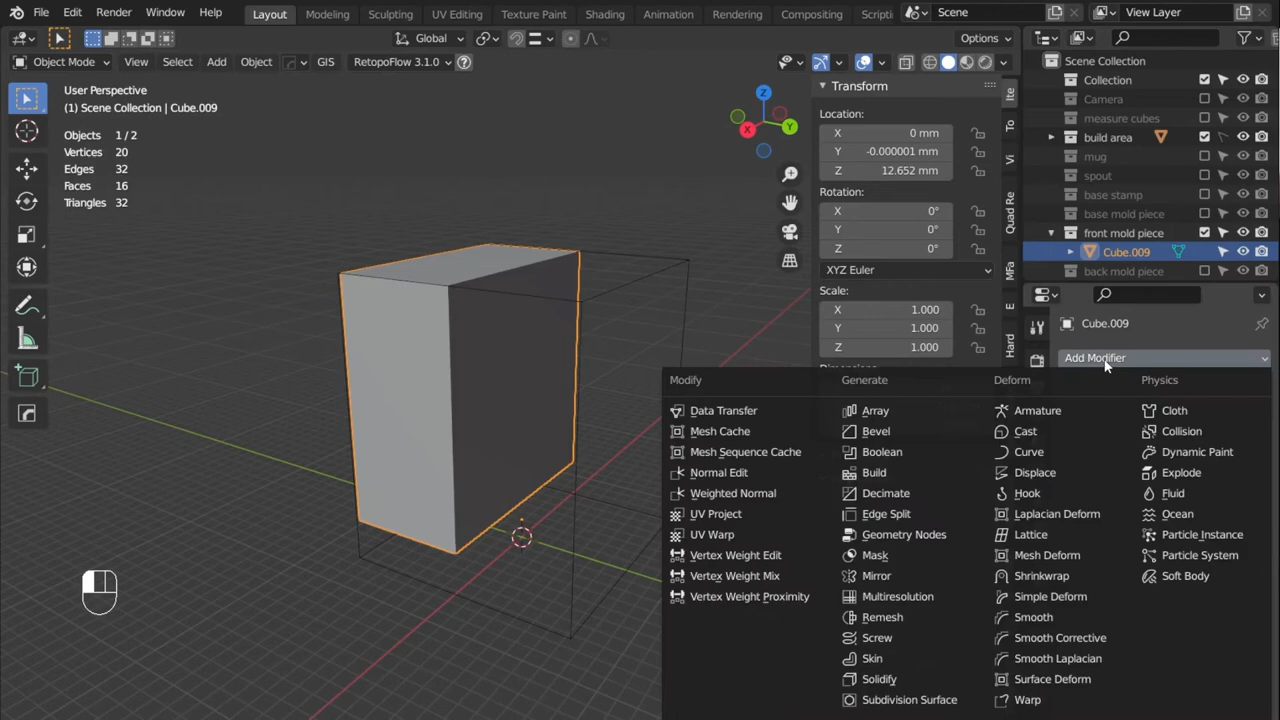 File Edit Render Window Help Layout Modeling Sculpting UV Editing Texture Paint Shading Animation Rendering Compositing Scripti Scene View Layer
Global Options
Object Mode View Select Add Object GIS RetopoFlow 3.1.0
User Perspective
(1) Scene Collection | Cube.009
Objects 1 / 2
Vertices 20
Edges 32
Faces 16
Triangles 32
Z
X
Y
Transform
Location:
X 0 mm
Y -0.000001 mm
Z 12.652 mm
Rotation:
X 0°
Y 0°
Z 0°
XYZ Euler
Scale:
X 1.000
Y 1.000
Z 1.000
Ite
To
Vi
Quad Re
MFa
E
Hard
Scene Collection
Collection
Camera
measure cubes
build area
mug
spout
base stamp
base mold piece
front mold piece
Cube.009
back mold piece
Cube.009
Add Modifier
Modify
Data Transfer
Mesh Cache
Mesh Sequence Cache
Normal Edit
Weighted Normal
UV Project
UV Warp
Vertex Weight Edit
Vertex Weight Mix
Vertex Weight Proximity
Generate
Array
Bevel
Boolean
Build
Decimate
Edge Split
Geometry Nodes
Mask
Mirror
Multiresolution
Remesh
Screw
Skin
Solidify
Subdivision Surface
Deform
Armature
Cast
Curve
Displace
Hook
Laplacian Deform
Lattice
Mesh Deform
Shrinkwrap
Simple Deform
Smooth
Smooth Corrective
Smooth Laplacian
Surface Deform
Warp
Physics
Cloth
Collision
Dynamic Paint
Explode
Fluid
Ocean
Particle Instance
Particle System
Soft Body